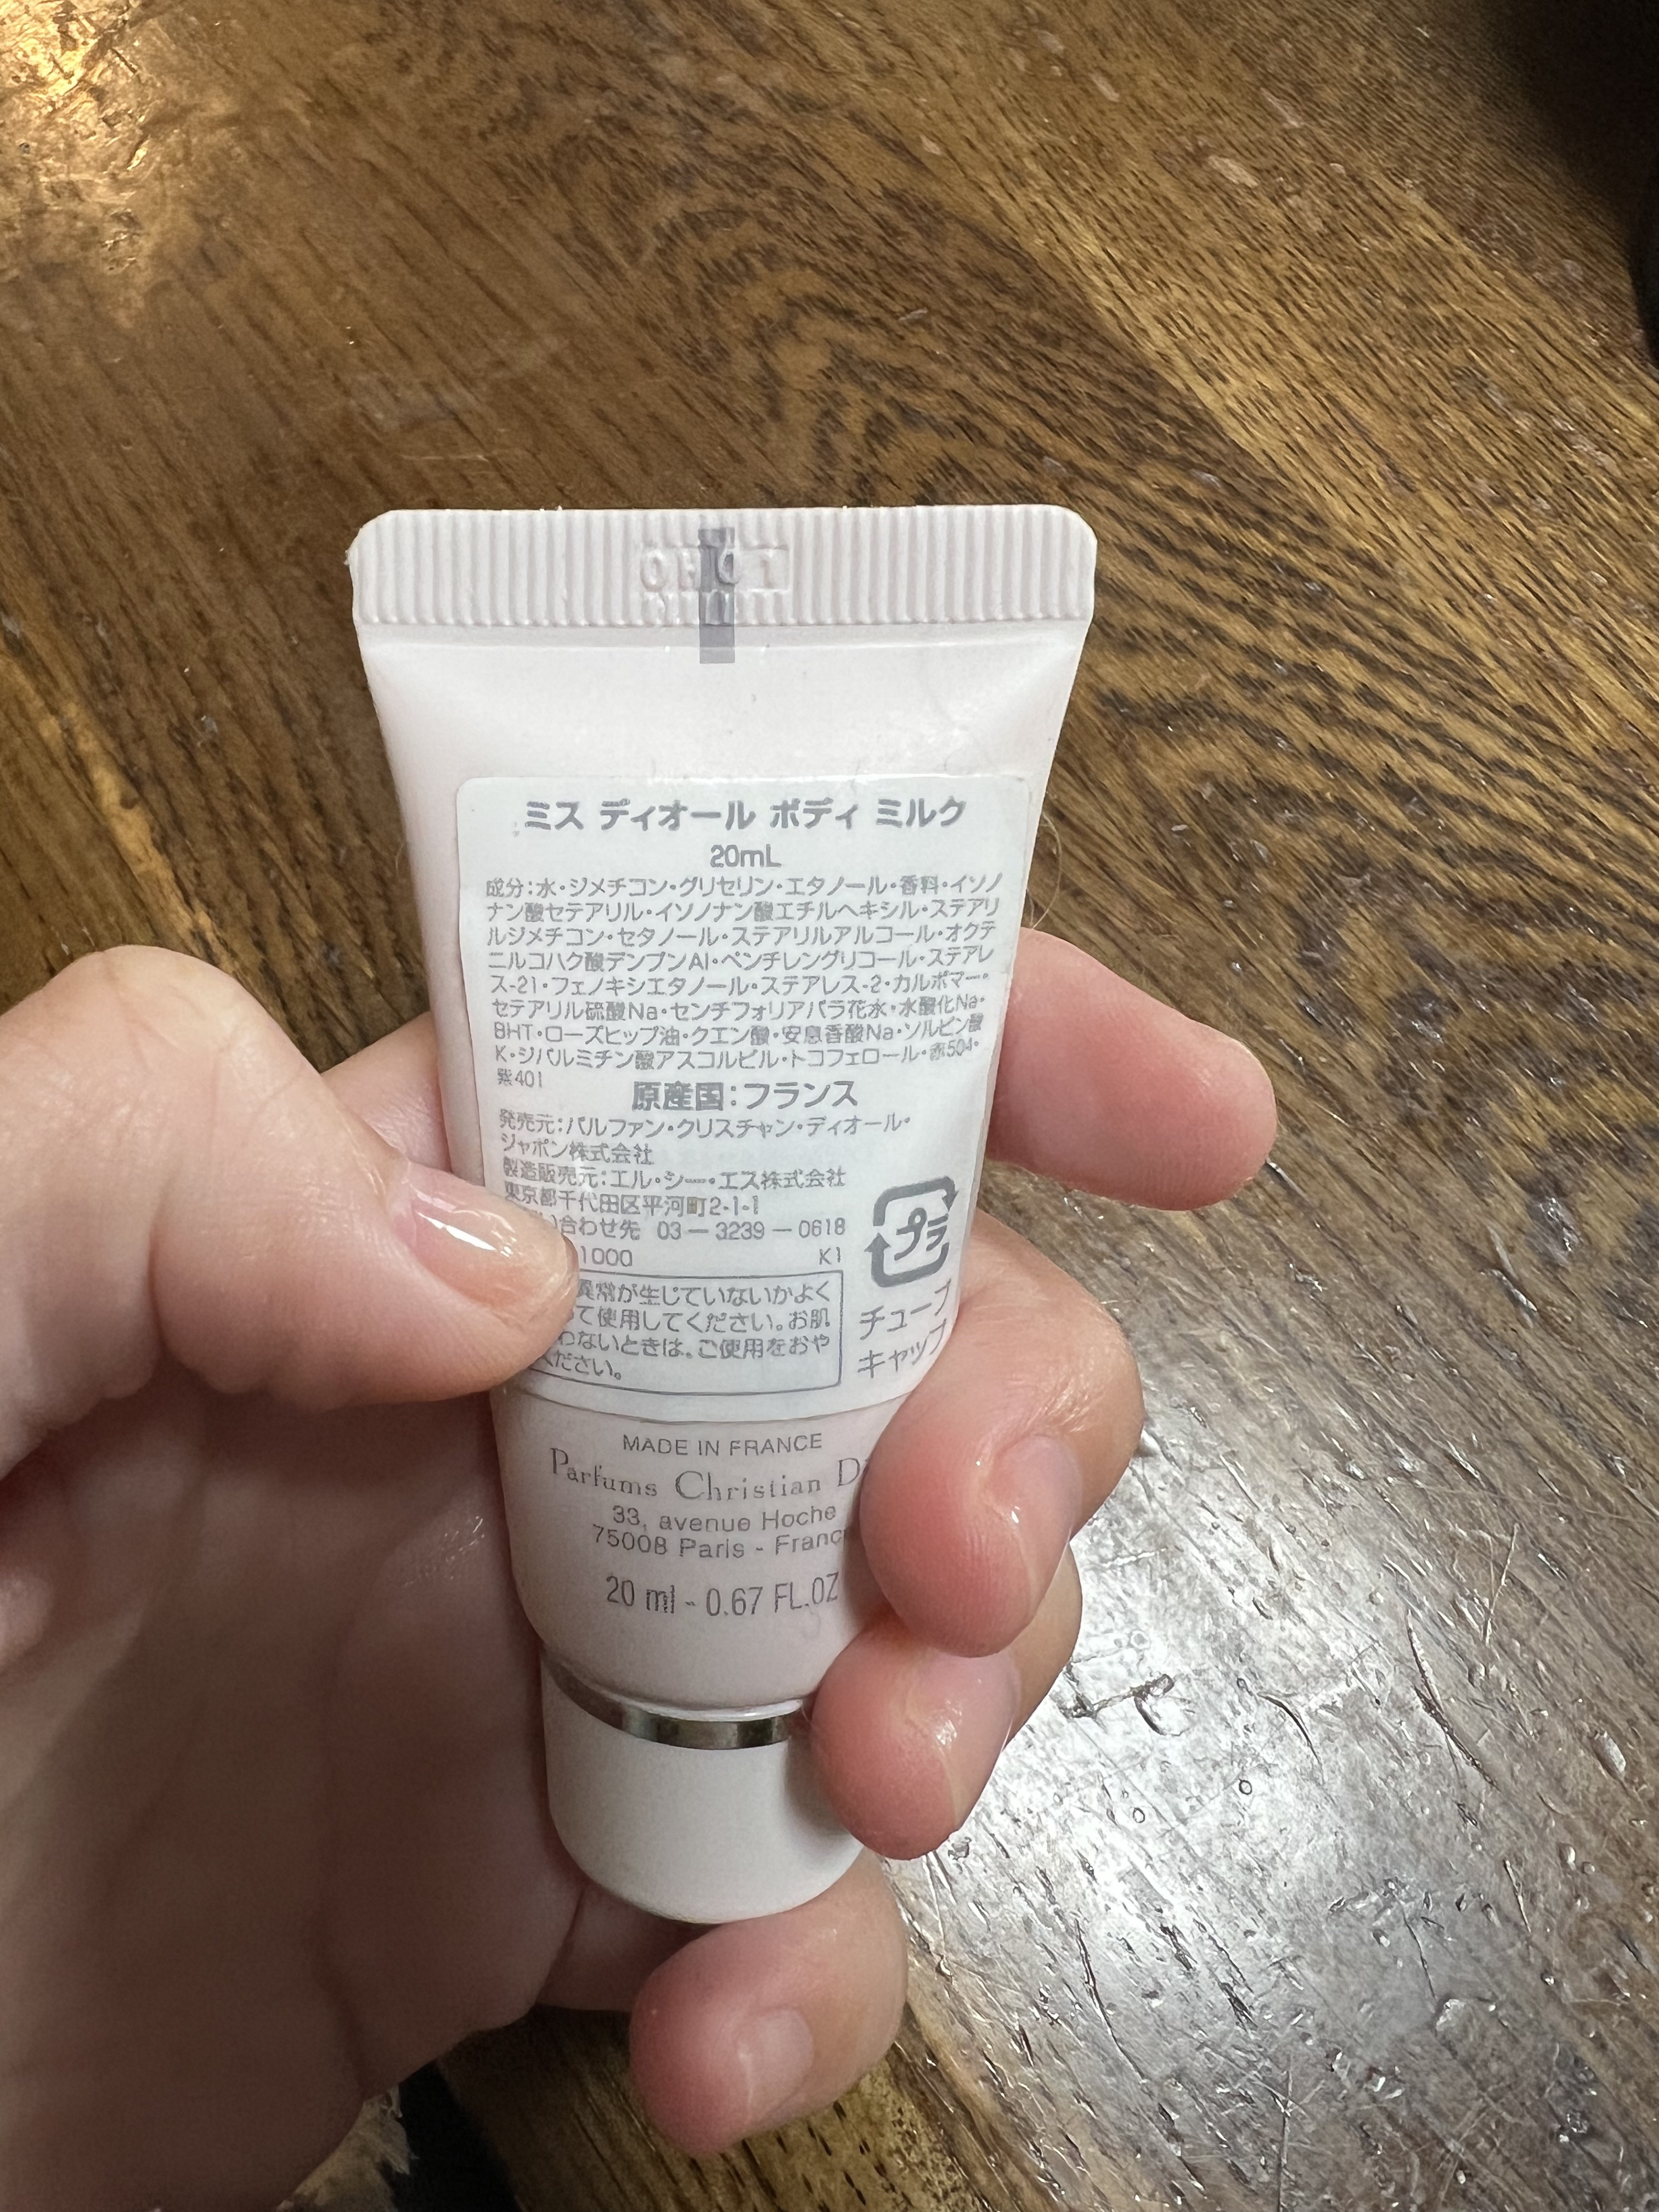 ミス ディオール ボディ ミルク
20mL
成分：水・ジメチコン・グリセリン・エタノール・香料・イソノ
ナン酸セテアリル・イソノナン酸エチルヘキシル・ステアリ
ルジメチコン・セタノール・ステアリルアルコール・オクテ
ニルコハク酸デンプンAl・ペンチレングリコール・ステアレ
ス-21・フェノキシエタノール・ステアレス-2・カルボマー・
セテアリル硫酸Na・センチフォリアバラ花水・水酸化Na・
BHT・ローズヒップ油・クエン酸・安息香酸Na・ソルビン酸
K・ジパルミチン酸アスコルビル・トコフェロール・赤504・
紫401
原産国：フランス
発売元：パルファン・クリスチャン・ディオール・
ジャポン株式会社
製造販売元：エル・シー・エス株式会社
東京都千代田区平河町2-1-1
い合わせ先 03－3239－0618
1000 K1
異常が生じていないかよく
て使用してください。お肌
わないときは、ご使用をおや
ください。
プラ
チューブ
キャップ
MADE IN FRANCE
Parfums Christian D
33, avenue Hoche
75008 Paris - Franc
20 ml - 0.67 FL.OZ